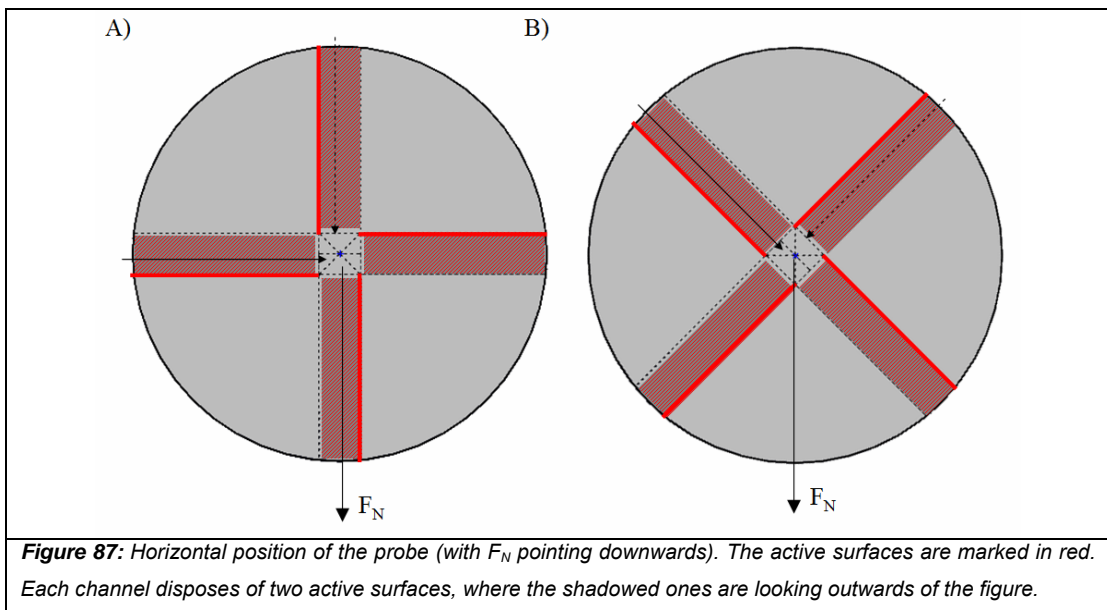 A)
B)
F_N
F_N
Figure 87: Horizontal position of the probe (with F_N pointing downwards). The active surfaces are marked in red.
Each channel disposes of two active surfaces, where the shadowed ones are looking outwards of the figure.